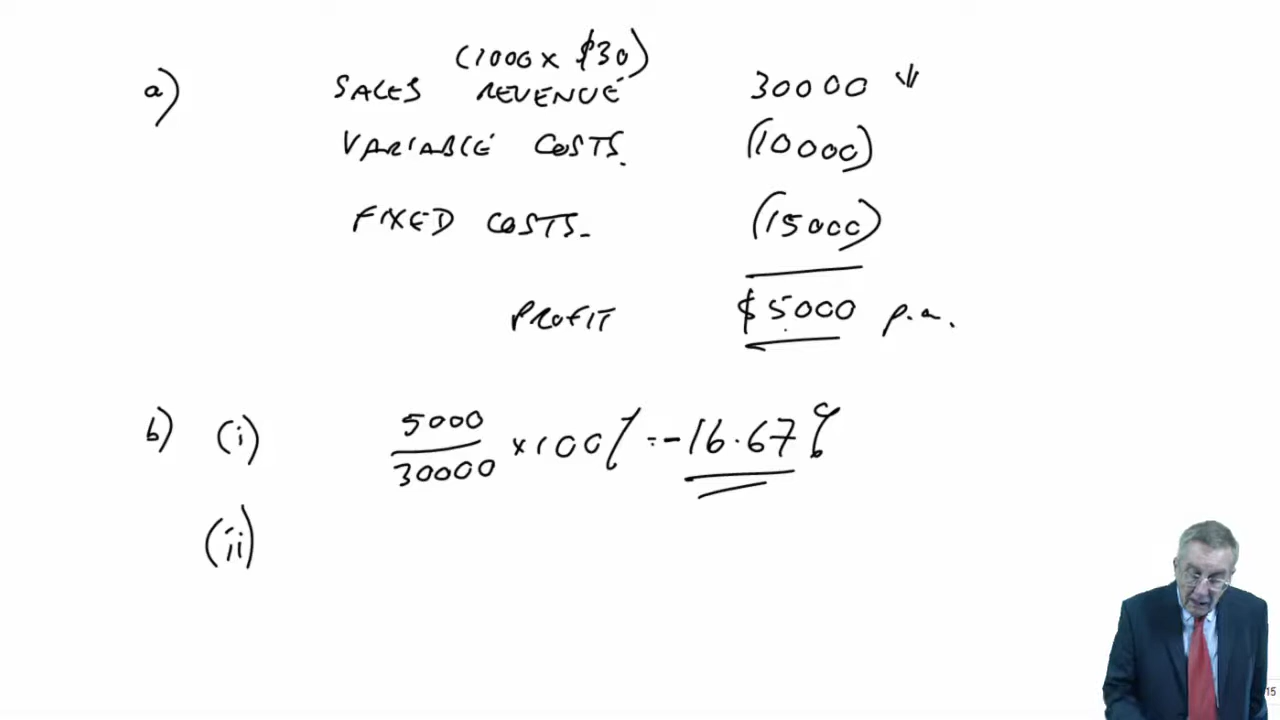 (1000 x $30)
a) SALES REVENUE 30000
VARIABLE COSTS. (10000)
FIXED COSTS. (15000)
PROFIT $5000 p.a.
b) (i) 5000/30000 x 100% = -16.67%
(ii)
15